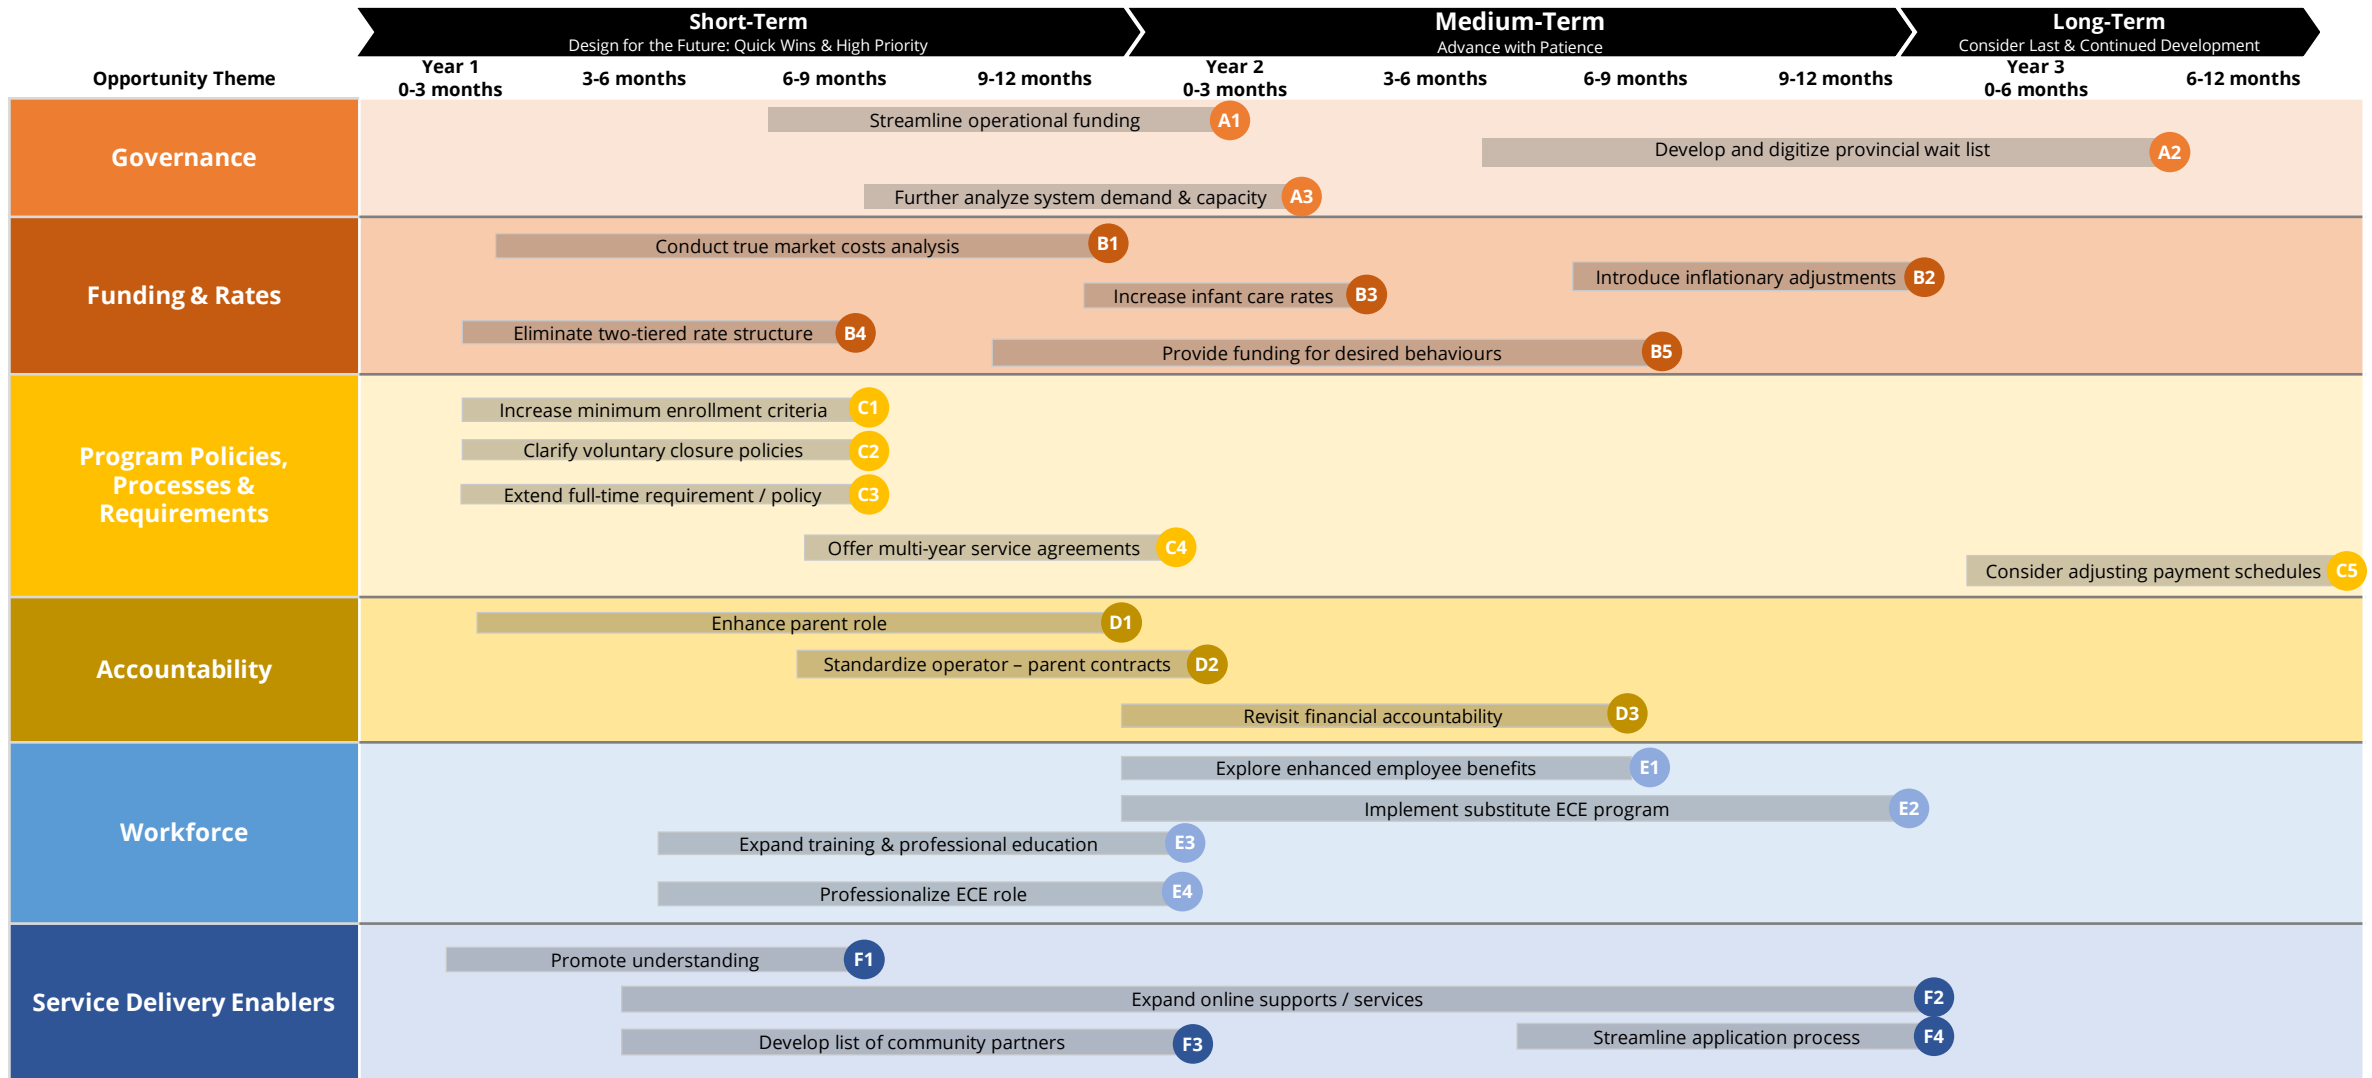 Short-Term
Design for the Future: Quick Wins & High Priority
Medium-Term
Advance with Patience
Long-Term
Consider Last & Continued Development
Opportunity Theme
Year 1
0-3 months
3-6 months
6-9 months
9-12 months
Year 2
0-3 months
3-6 months
6-9 months
9-12 months
Year 3
0-6 months
6-12 months
Governance
Streamline operational funding A1
Develop and digitize provincial wait list A2
Further analyze system demand & capacity A3
Funding & Rates
Conduct true market costs analysis B1
Introduce inflationary adjustments B2
Increase infant care rates B3
Eliminate two-tiered rate structure B4
Provide funding for desired behaviours B5
Program Policies,
Processes &
Requirements
Increase minimum enrollment criteria C1
Clarify voluntary closure policies C2
Extend full-time requirement / policy C3
Offer multi-year service agreements C4
Consider adjusting payment schedules C5
Accountability
Enhance parent role D1
Standardize operator – parent contracts D2
Revisit financial accountability D3
Workforce
Explore enhanced employee benefits E1
Implement substitute ECE program E2
Expand training & professional education E3
Professionalize ECE role E4
Service Delivery Enablers
Promote understanding F1
Expand online supports / services F2
Develop list of community partners F3
Streamline application process F4